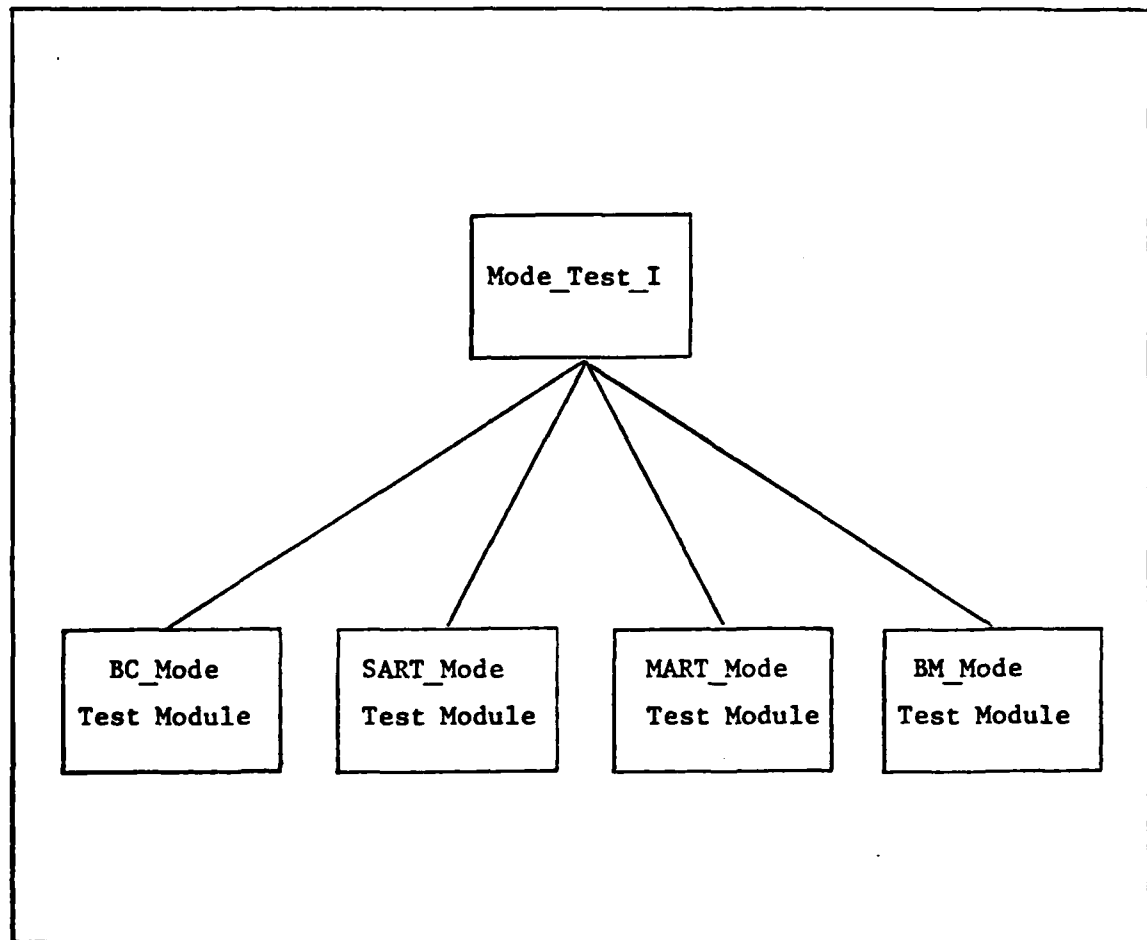 Mode_Test_I
BC_Mode
Test Module
SART_Mode
Test Module
MART_Mode
Test Module
BM_Mode
Test Module